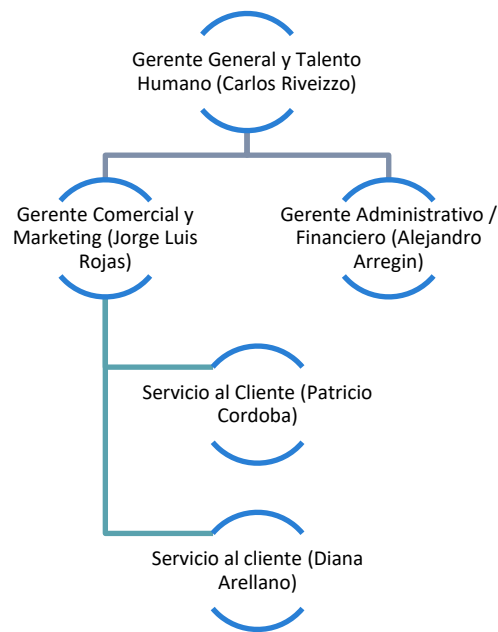 Gerente General y Talento
Humano (Carlos Riveizzo)
Gerente Comercial y
Marketing (Jorge Luis
Rojas)
Gerente Administrativo /
Financiero (Alejandro
Arregin)
Servicio al Cliente (Patricio
Cordoba)
Servicio al cliente (Diana
Arellano)